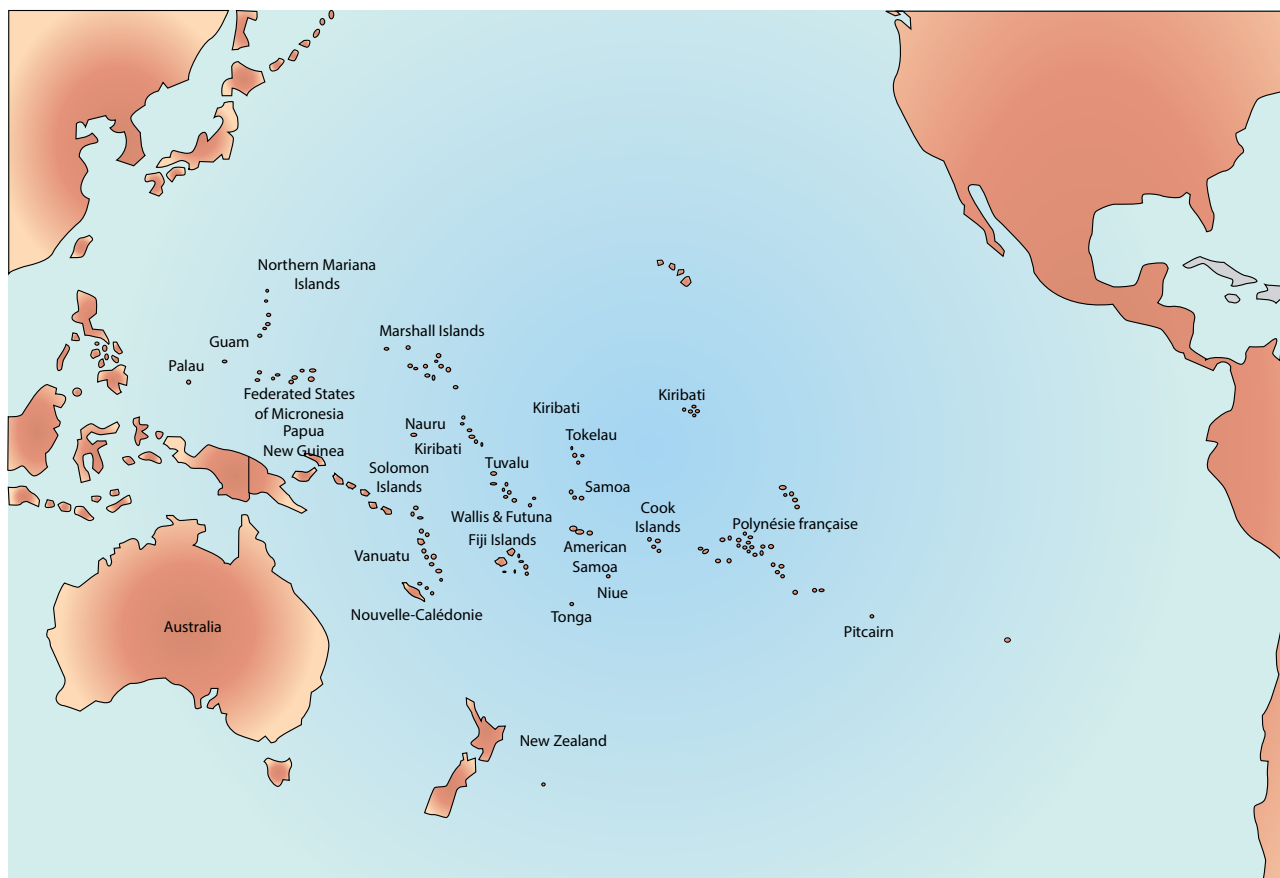 Northern Mariana
Islands
Marshall Islands
Guam
Palau
Federated States
of Micronesia
Kiribati
Kiribati
Papua
New Guinea
Nauru
Kiribati
Tokelau
Tuvalu
Solomon
Islands
Samoa
Wallis & Futuna
Cook
Islands
Polynésie française
Fiji Islands
American
Samoa
Vanuatu
Niue
Nouvelle-Calédonie
Tonga
Australia
Pitcairn
New Zealand